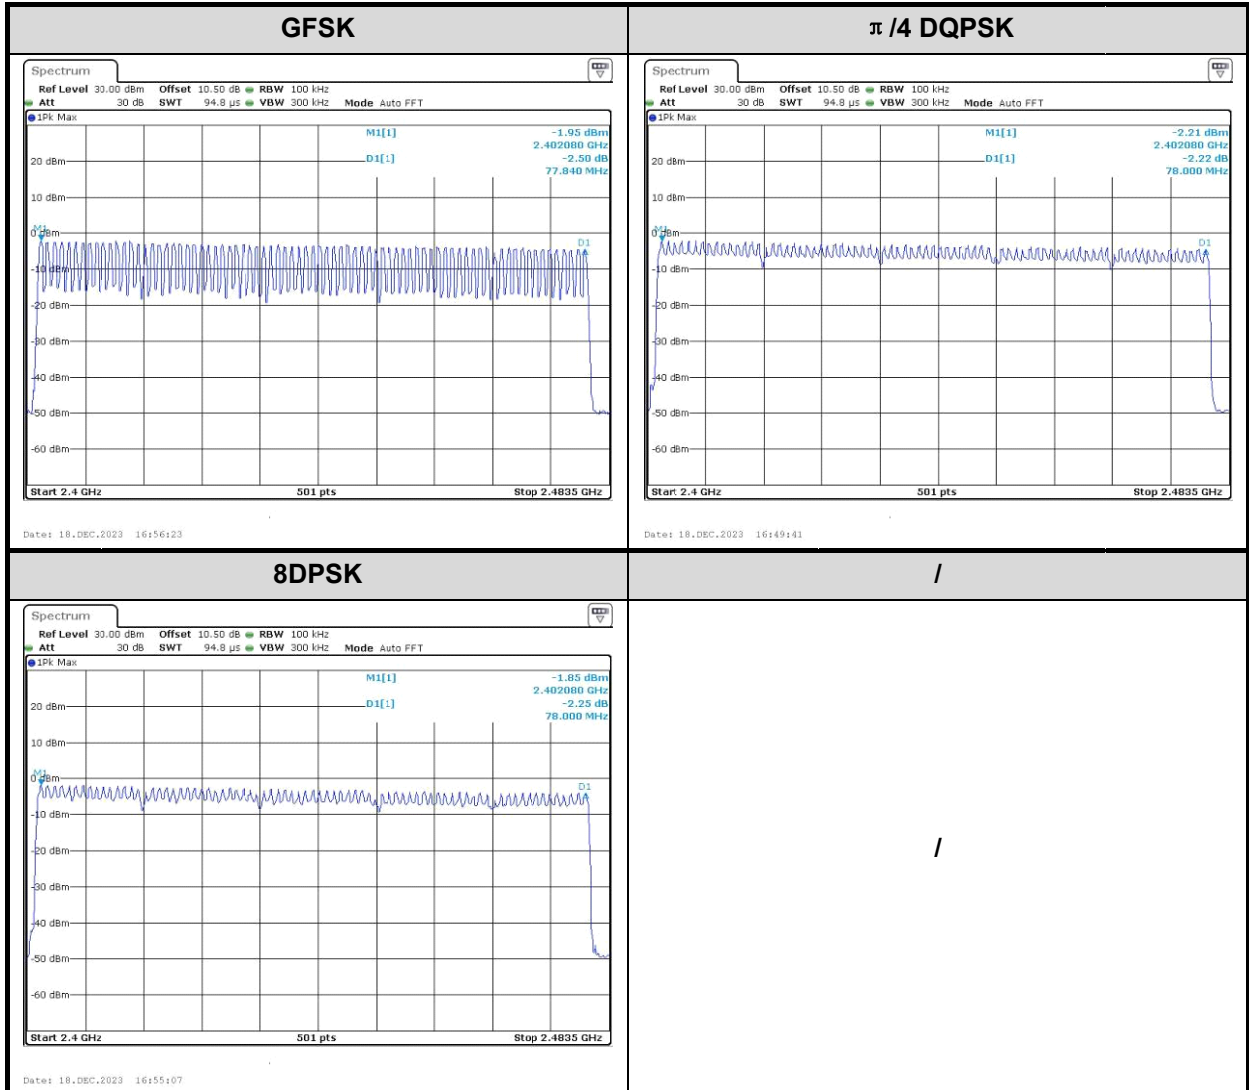 GFSK
Spectrum
Ref Level 30.00 dBm Offset 10.50 dB RBW 100 kHz
Att 30 dB SWT 94.8 µs VBW 300 kHz Mode Auto FFT
1Pk Max
M1[1] -1.95 dBm
2.402080 GHz
D1[1] -2.50 dB
77.840 MHz
20 dBm
10 dBm
M1
0 dBm
D1
-10 dBm
-20 dBm
-30 dBm
-40 dBm
-50 dBm
-60 dBm
Start 2.4 GHz 501 pts Stop 2.4835 GHz
Date: 18.DEC.2023 16:56:23
π /4 DQPSK
Spectrum
Ref Level 30.00 dBm Offset 10.50 dB RBW 100 kHz
Att 30 dB SWT 94.8 µs VBW 300 kHz Mode Auto FFT
1Pk Max
M1[1] -2.21 dBm
2.402080 GHz
D1[1] -2.22 dB
78.000 MHz
20 dBm
10 dBm
M1
0 dBm
D1
-10 dBm
-20 dBm
-30 dBm
-40 dBm
-50 dBm
-60 dBm
Start 2.4 GHz 501 pts Stop 2.4835 GHz
Date: 18.DEC.2023 16:49:41
8DPSK
Spectrum
Ref Level 30.00 dBm Offset 10.50 dB RBW 100 kHz
Att 30 dB SWT 94.8 µs VBW 300 kHz Mode Auto FFT
1Pk Max
M1[1] -1.85 dBm
2.402080 GHz
D1[1] -2.25 dB
78.000 MHz
20 dBm
10 dBm
M1
0 dBm
D1
-10 dBm
-20 dBm
-30 dBm
-40 dBm
-50 dBm
-60 dBm
Start 2.4 GHz 501 pts Stop 2.4835 GHz
Date: 18.DEC.2023 16:55:07
/
/